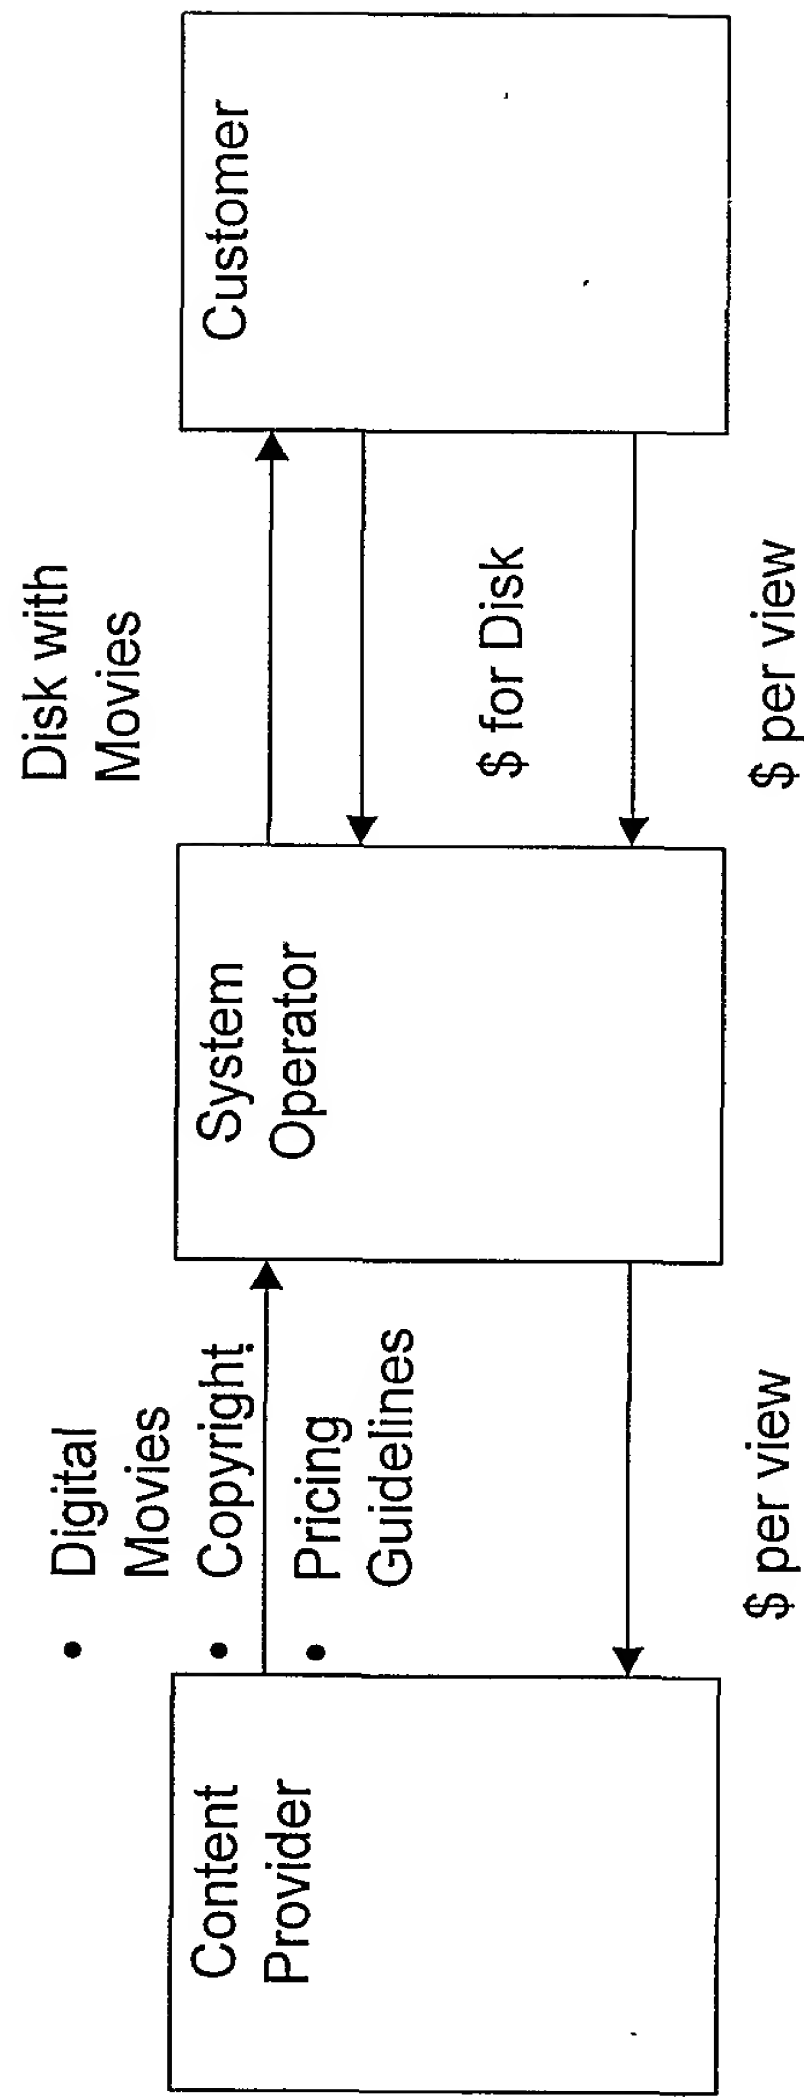 Content
Provider
• Digital
Movies
• Copyright
• Pricing
Guidelines
$ per view
System
Operator
Disk with
Movies
$ for Disk
$ per view
Customer